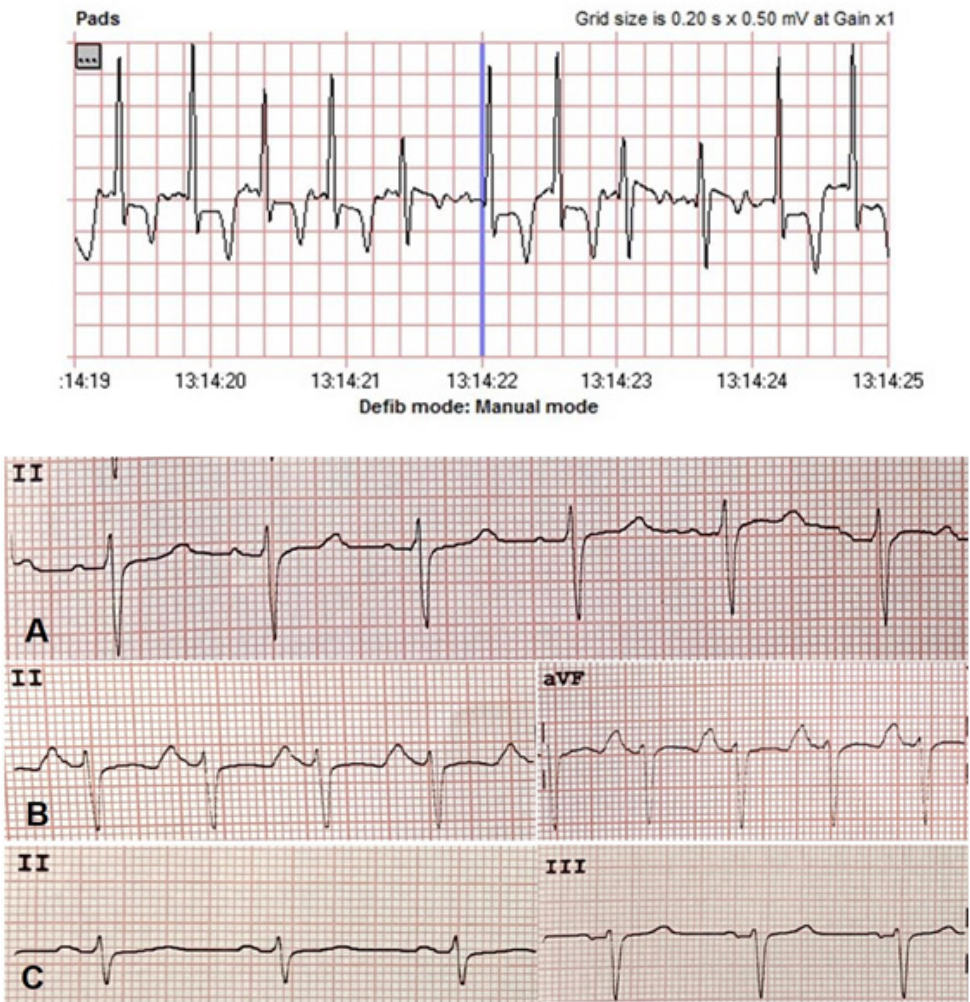 Pads Grid size is 0.20 s x 0.50 mV at Gain x1
...
:14:19 13:14:20 13:14:21 13:14:22 13:14:23 13:14:24 13:14:25
Defib mode: Manual mode
II
A
II aVF
B
II III
C